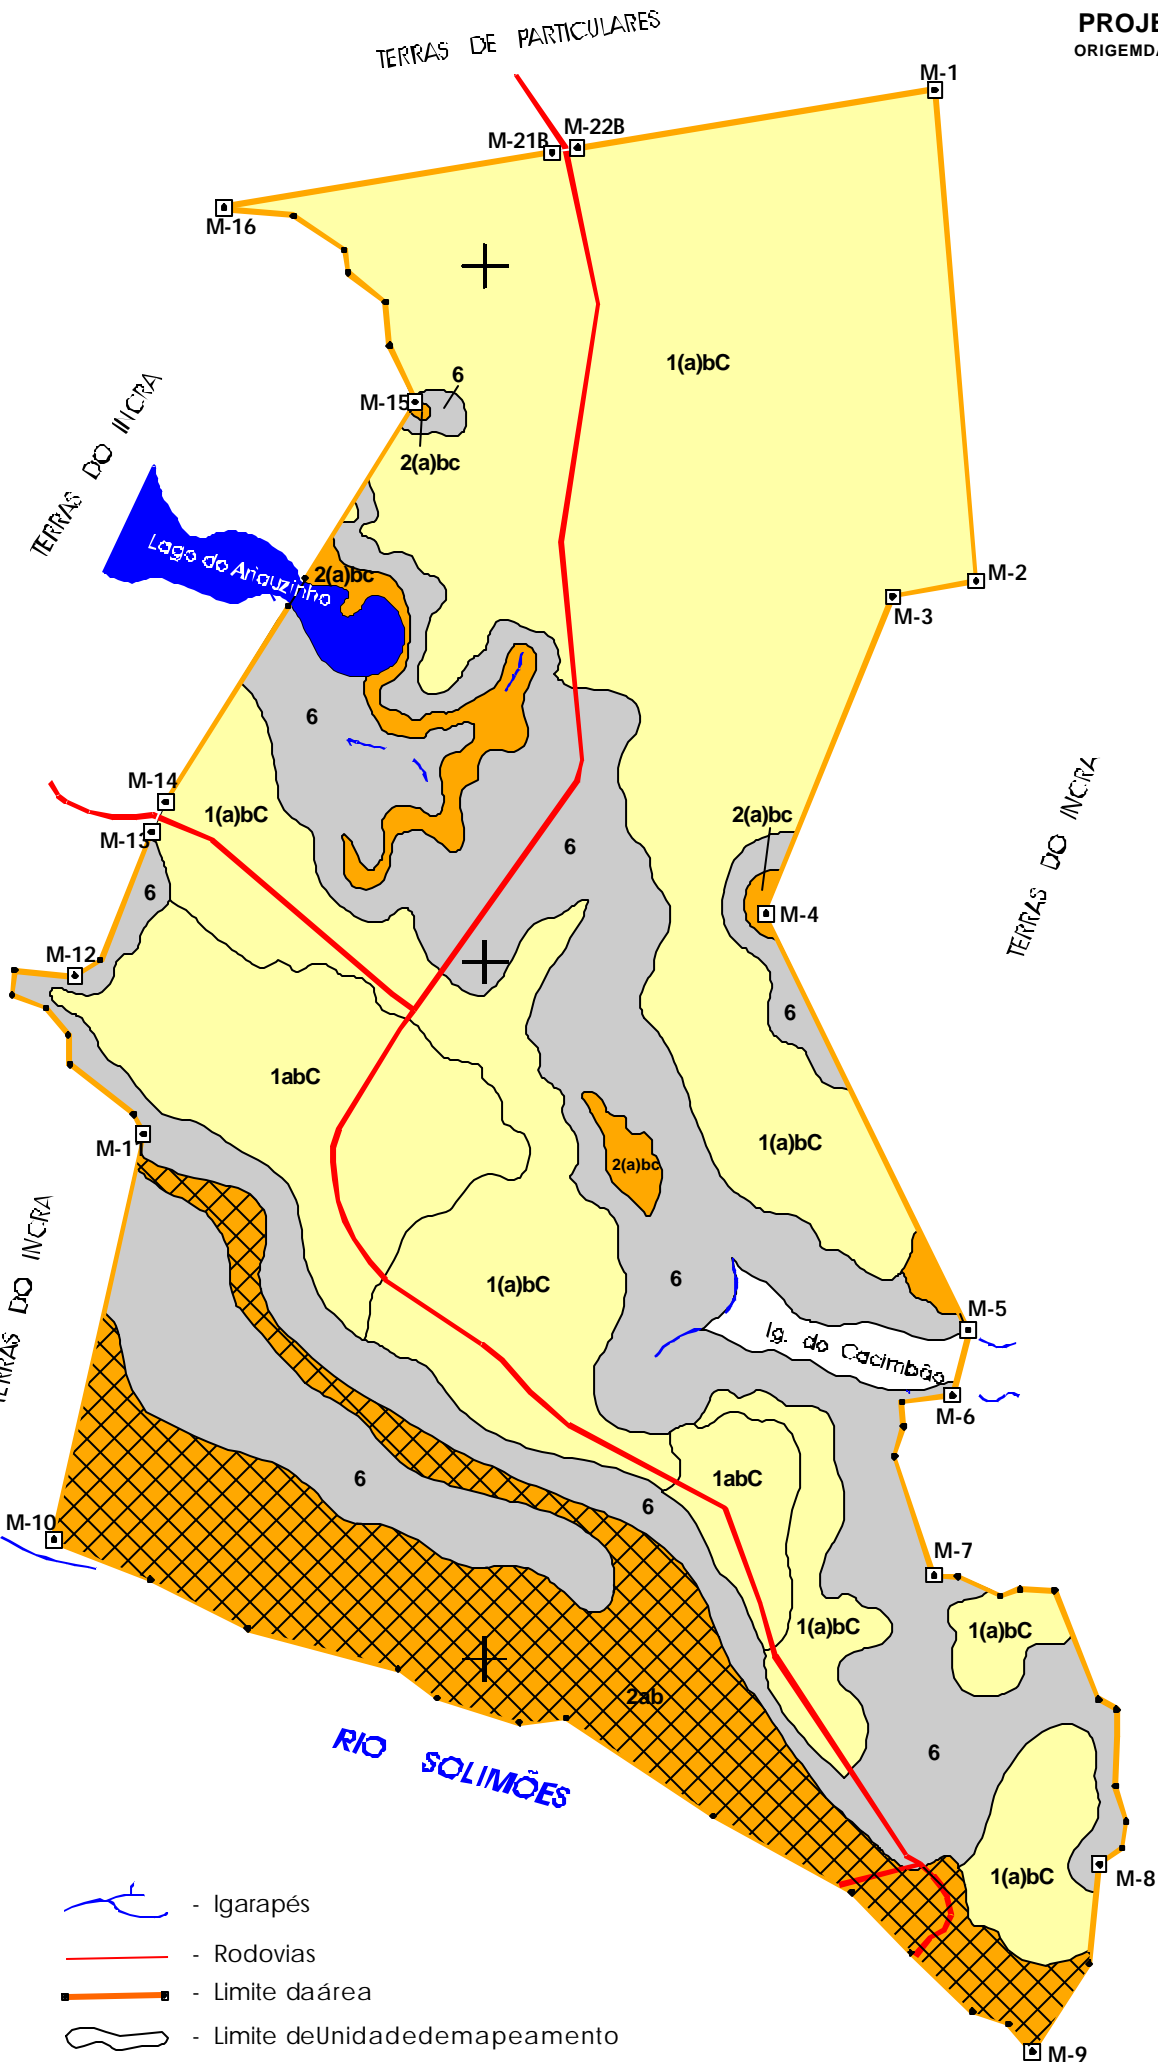 PROJE
ORIGEMDA
TERRAS DE PARTICULARES
M-1
M-22B
M-21B
M-16
1(a)bC
6
M-15
2(a)bc
TERRAS DO INCRA
Lago do Ariauzinho
2(a)bc
M-2
M-3
6
M-14
1(a)bC
M-13
2(a)bc
6
TERRAS DO INCRA
6
M-4
M-12
6
1abC
M-11
1(a)bC
2(a)bc
TERRAS DO INCRA
6
1(a)bC
M-5
Ig. do Cacimbão
M-6
6
1abC
6
M-10
M-7
1(a)bC
1(a)bC
2ab
RIO SOLIMÕES
6
1(a)bC
M-8
- Igarapés
- Rodovias
- Limite daárea
- Limite deUnidadedemapeamento
M-9